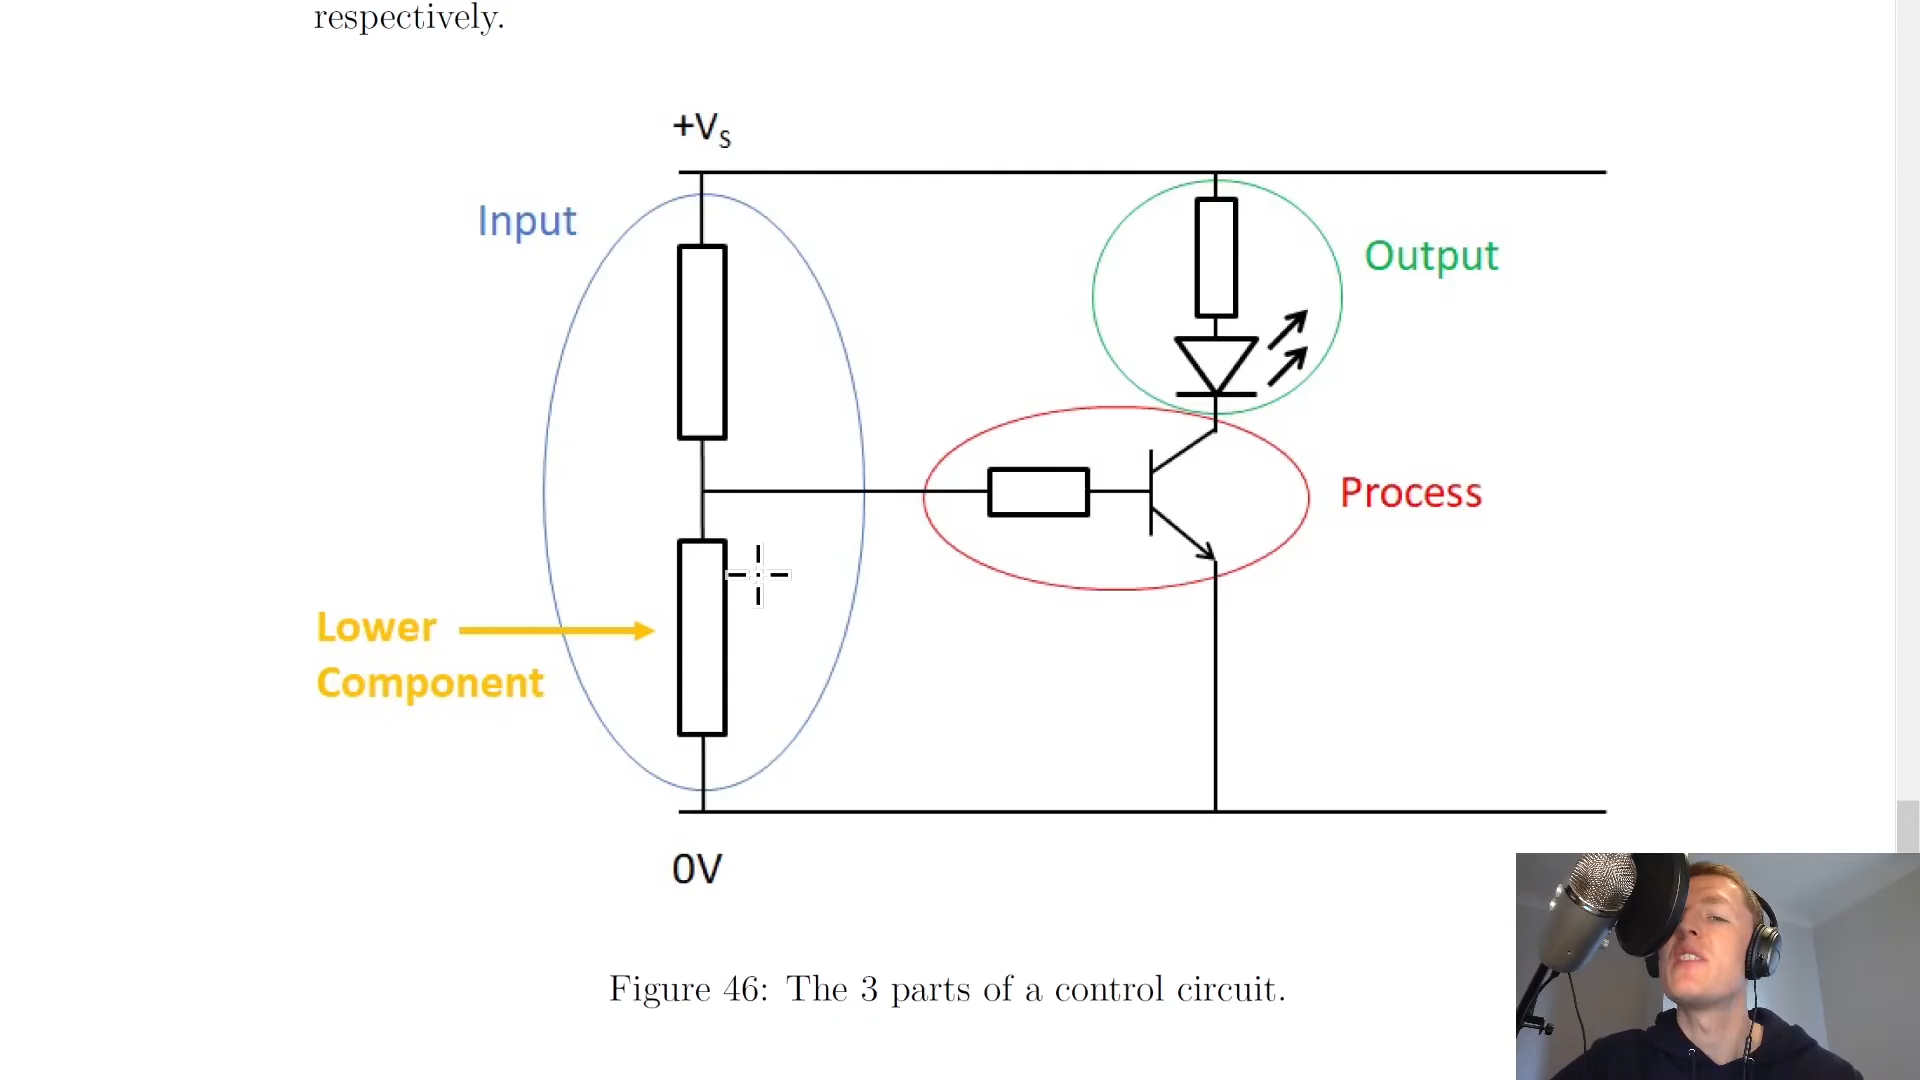 respectively.
+VS
Input
Output
Process
Lower
Component
0V
Figure 46: The 3 parts of a control circuit.